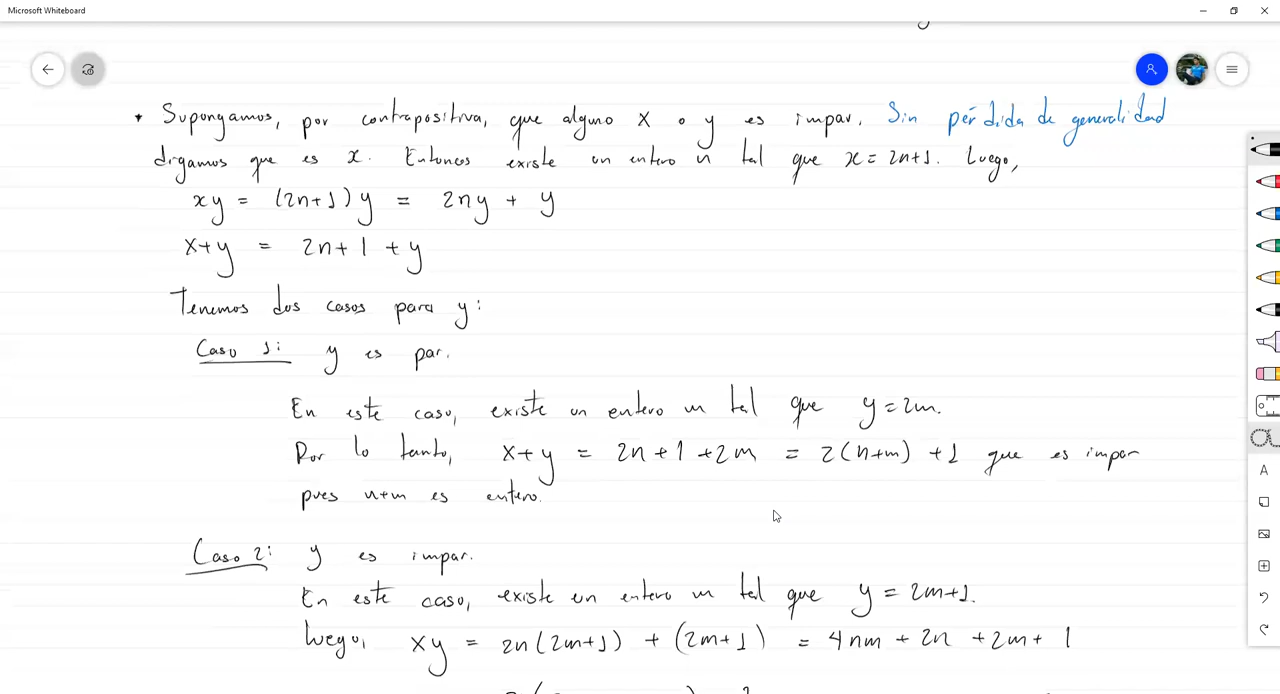 Microsoft Whiteboard
* Supongamos, por contrapositiva, que alguno x o y es impar. Sin pérdida de generalidad
digamos que es x. Entonces existe un entero n tal que x = 2n+1. Luego,
xy = (2n+1)y = 2ny + y
x+y = 2n+1+y
Tenemos dos casos para y:
Caso 1: y es par.
En este caso, existe un entero m tal que y=2m.
Por lo tanto, x+y = 2n+1+2m = 2(n+m)+1 que es impar
pues n+m es entero.
Caso 2: y es impar.
En este caso, existe un entero m tal que y = 2m+1.
Luego, xy = 2n(2m+1) + (2m+1) = 4nm + 2n + 2m + 1